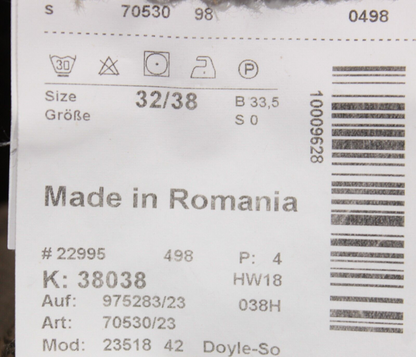 S 70530 98 0498
30 P
Size 32/38 B 33,5
Größe S 0
10009628
Made in Romania
# 22995 498 P: 4
K: 38038 HW18
Auf: 975283/23 038H
Art: 70530/23
Mod: 23518 42 Doyle-So